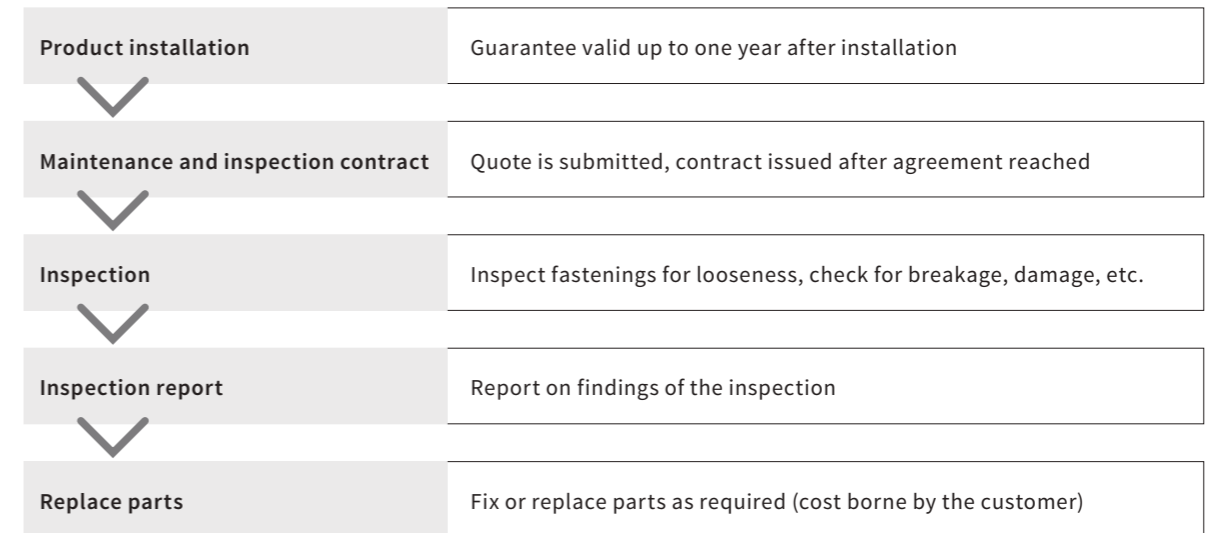 Product installation
Guarantee valid up to one year after installation
Maintenance and inspection contract
Quote is submitted, contract issued after agreement reached
Inspection
Inspect fastenings for looseness, check for breakage, damage, etc.
Inspection report
Report on findings of the inspection
Replace parts
Fix or replace parts as required (cost borne by the customer)